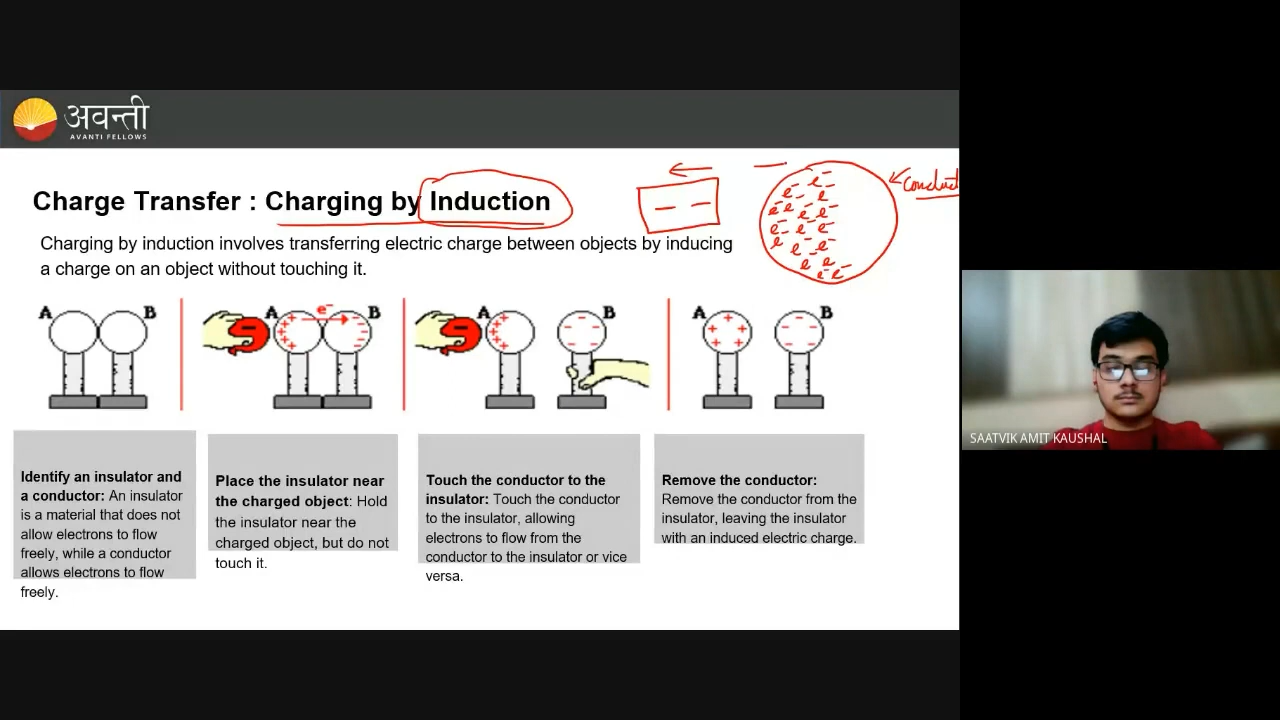 अवन्ती
AVANTI FELLOWS
Charge Transfer : Charging by Induction
Charging by induction involves transferring electric charge between objects by inducing
a charge on an object without touching it.
— —
e⁻
e⁻ e⁻
e⁻ e⁻ e⁻ e⁻
e⁻ e⁻ e⁻
e e⁻ e⁻
e⁻ e⁻
e⁻ e⁻
A B
A e⁻ B
A B
A B
Identify an insulator and
a conductor: An insulator
is a material that does not
allow electrons to flow
freely, while a conductor
allows electrons to flow
freely.
Place the insulator near
the charged object: Hold
the insulator near the
charged object, but do not
touch it.
Touch the conductor to the
insulator: Touch the conductor
to the insulator, allowing
electrons to flow from the
conductor to the insulator or vice
versa.
Remove the conductor:
Remove the conductor from the
insulator, leaving the insulator
with an induced electric charge.
SAATVIK AMIT KAUSHAL